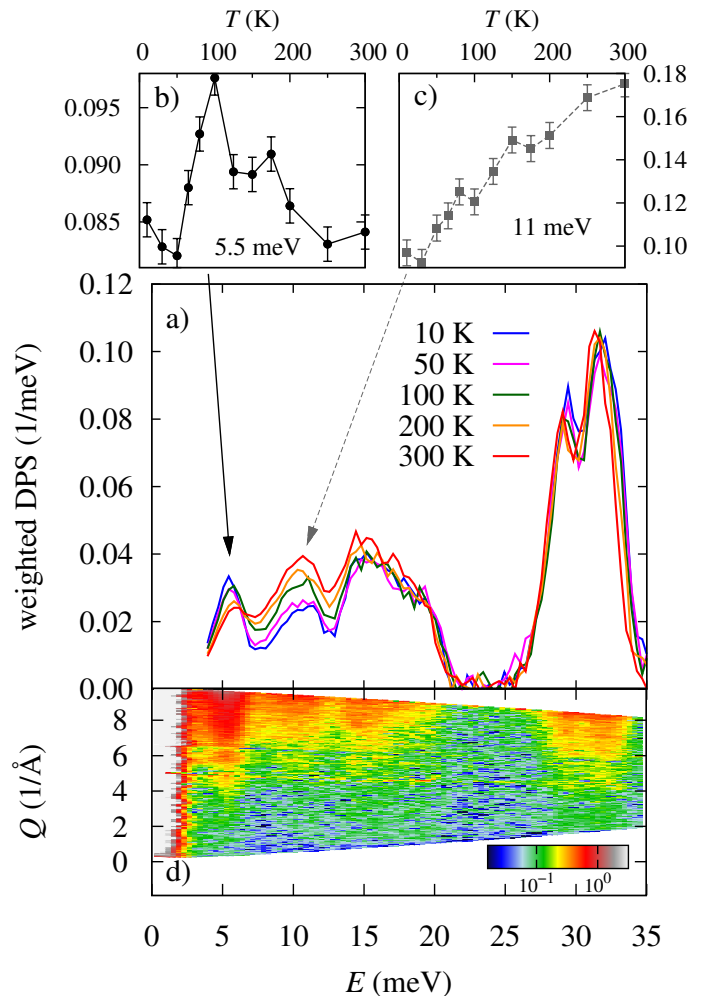 T (K) T (K)
0 100 200 300 0 100 200 300
b) c)
0.095
0.090
0.085
0.18
0.16
0.14
0.12
0.10
5.5 meV 11 meV
a)
0.12
0.10
0.08
0.06
0.04
0.02
0.00
weighted DPS (1/meV)
10 K
50 K
100 K
200 K
300 K
8
6
4
2
0
Q (1/Å)
d)
10⁻¹ 10⁰
0 5 10 15 20 25 30 35
E (meV)